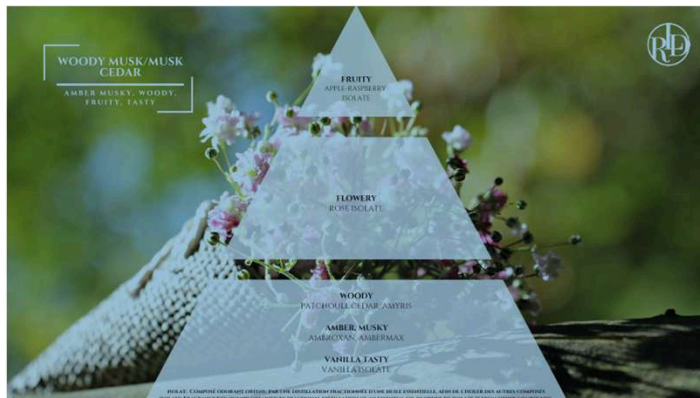 WOODY MUSK/MUSK
CEDAR
AMBER MUSKY, WOODY,
FRUITY, TASTY
FRUITY
APPLE-RASPBERRY
ISOLATE
FLOWERY
ROSE ISOLATE
WOODY
PATCHOULI, CEDAR, AMYRIS
AMBER, MUSKY
AMBROXAN, AMBERMAX
VANILLA TASTY
VANILLA ISOLATE
ISOLAT: COMPOSÉ ODORANT OBTENU, PAR UNE DISTILLATION FRACTIONNÉE D'UNE HUILE ESSENTIELLE, AFIN DE L'ISOLER DES AUTRES COMPOSÉS